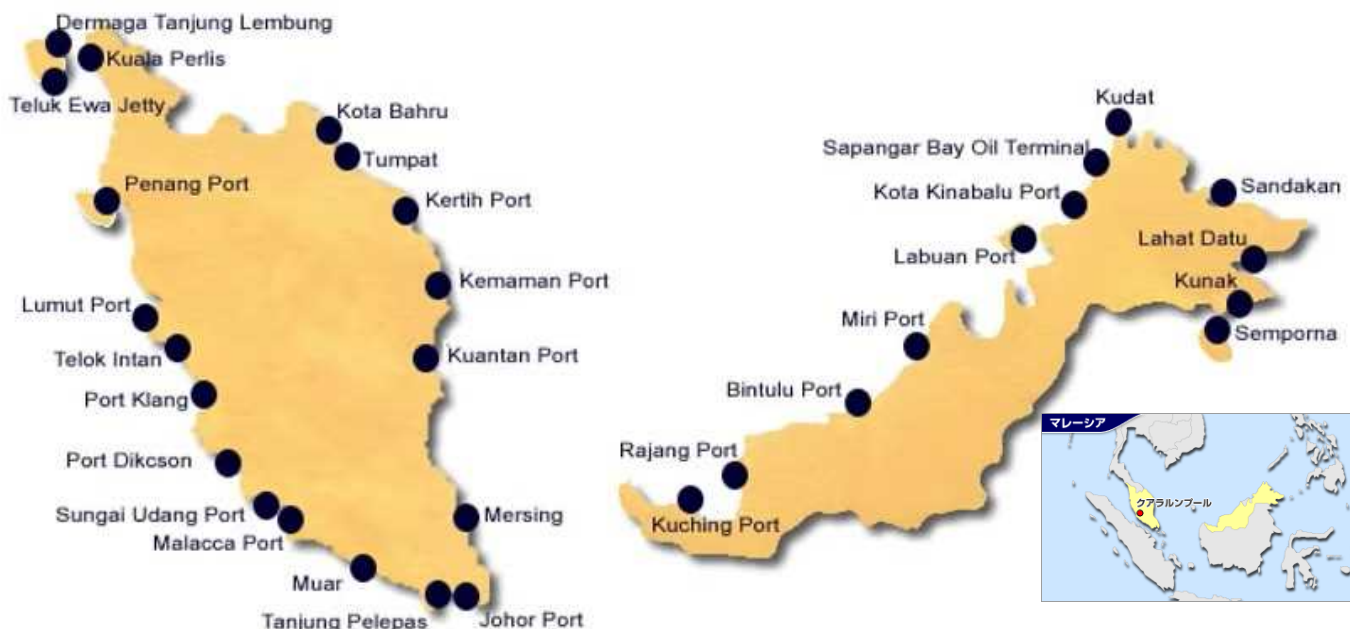 Dermaga Tanjung Lembung
Kuala Perlis
Teluk Ewa Jetty
Kota Bahru
Tumpat
Penang Port
Kertih Port
Kemaman Port
Lumut Port
Telok Intan
Kuantan Port
Port Klang
Port Dikcson
Sungai Udang Port
Malacca Port
Mersing
Muar
Tanjung Pelepas
Johor Port
Kudat
Sapangar Bay Oil Terminal
Kota Kinabalu Port
Sandakan
Labuan Port
Lahat Datu
Kunak
Semporna
Miri Port
Bintulu Port
Rajang Port
Kuching Port
マレーシア
クアラルンプール